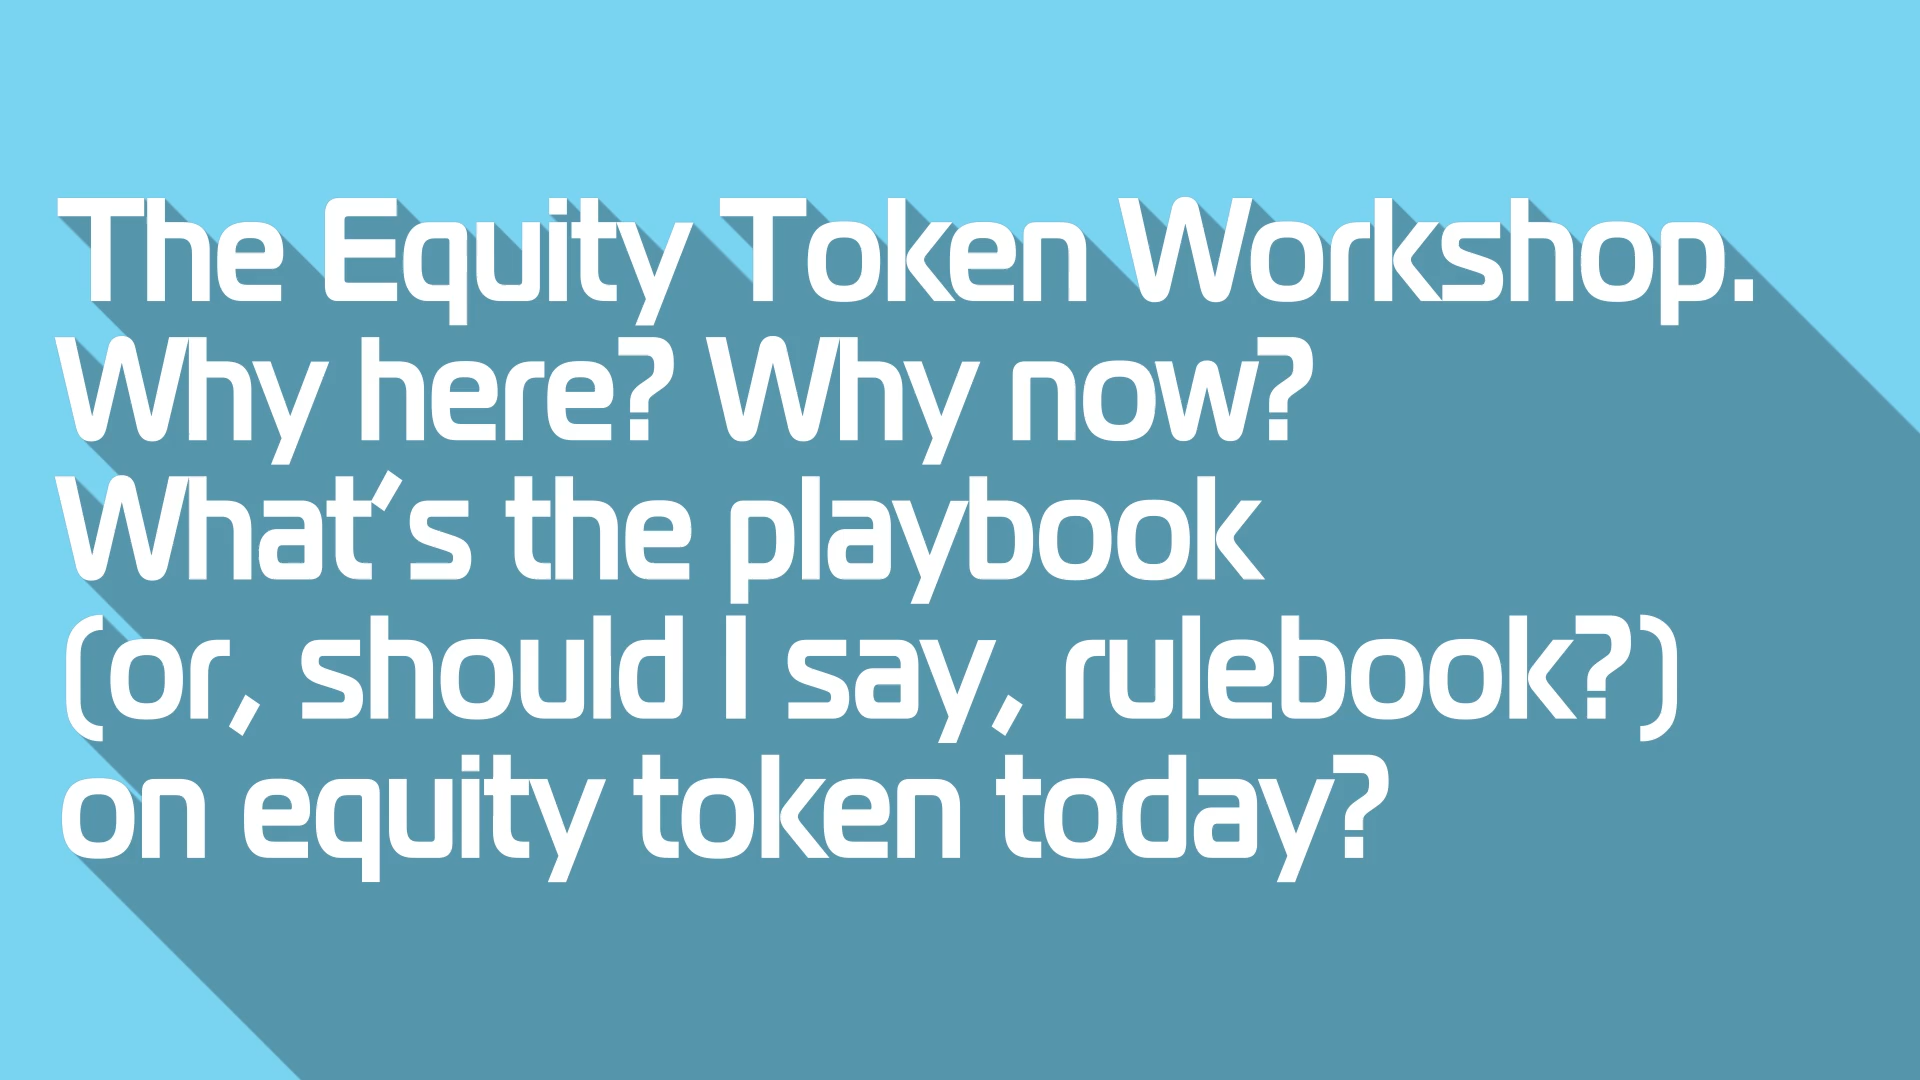 The Equity Token Workshop.
Why here? Why now?
What’s the playbook
(or, should I say, rulebook?)
on equity token today?